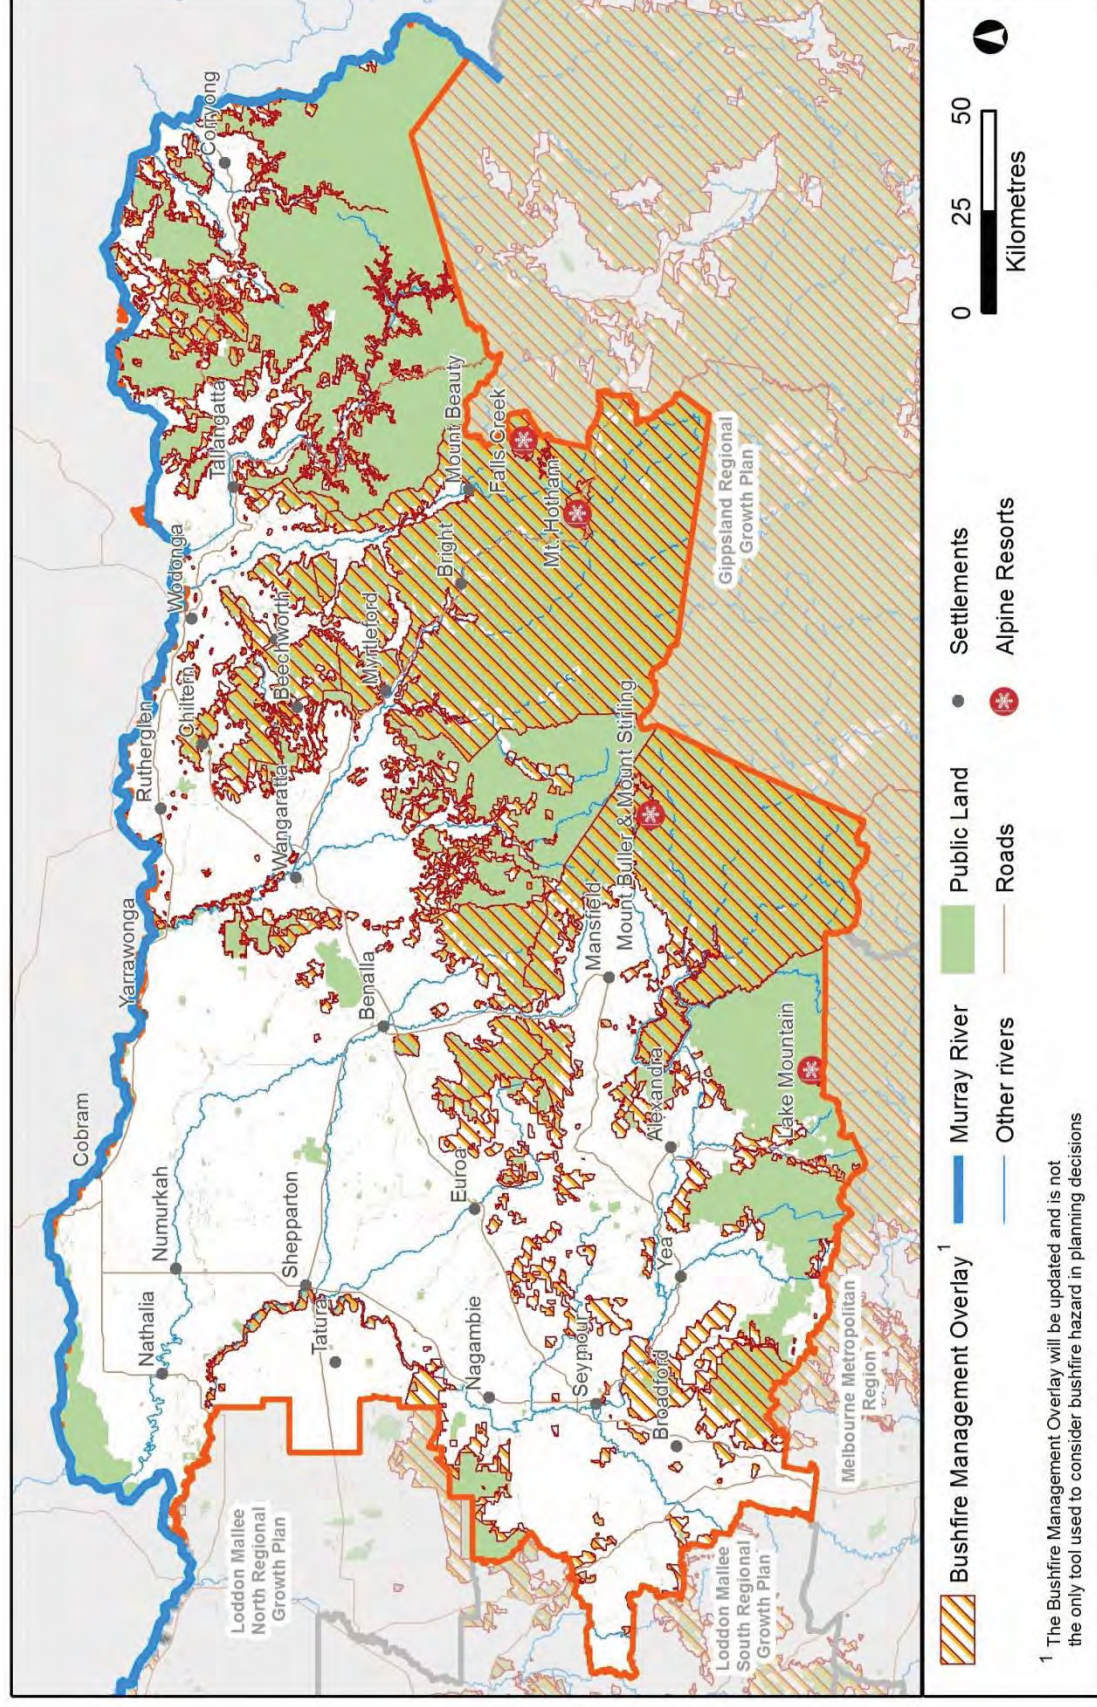 Corryong
Tallangatta
Wodonga
Rutherglen
Chiltern
Beechworth
Mount Beauty
Falls Creek
Bright
Mt. Hotham
Myrtleford
Wangaratta
Yarrawonga
Cobram
Benalla
Mount Buller & Mount Stirling
Mansfield
Numurkah
Nathalia
Shepparton
Tatura
Euroa
Nagambie
Alexandra
Lake Mountain
Yea
Seymour
Broadford
Gippsland Regional
Growth Plan
Melbourne Metropolitan
Region
Loddon Mallee
North Regional
Growth Plan
Loddon Mallee
South Regional
Growth Plan
Bushfire Management Overlay 1
Murray River
Other rivers
Public Land
Roads
Settlements
Alpine Resorts
0 25 50
Kilometres
1 The Bushfire Management Overlay will be updated and is not
the only tool used to consider bushfire hazard in planning decisions